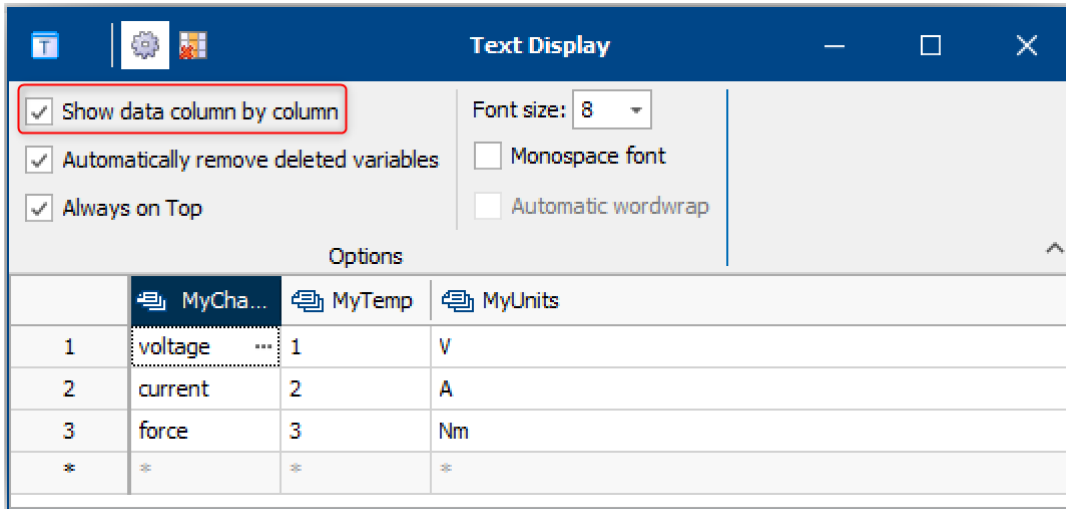 T
Text Display
Show data column by column
Font size: 8
Automatically remove deleted variables
Monospace font
Always on Top
Automatic wordwrap
Options
MyCha... MyTemp MyUnits
1 voltage ... 1 V
2 current 2 A
3 force 3 Nm
* * * *